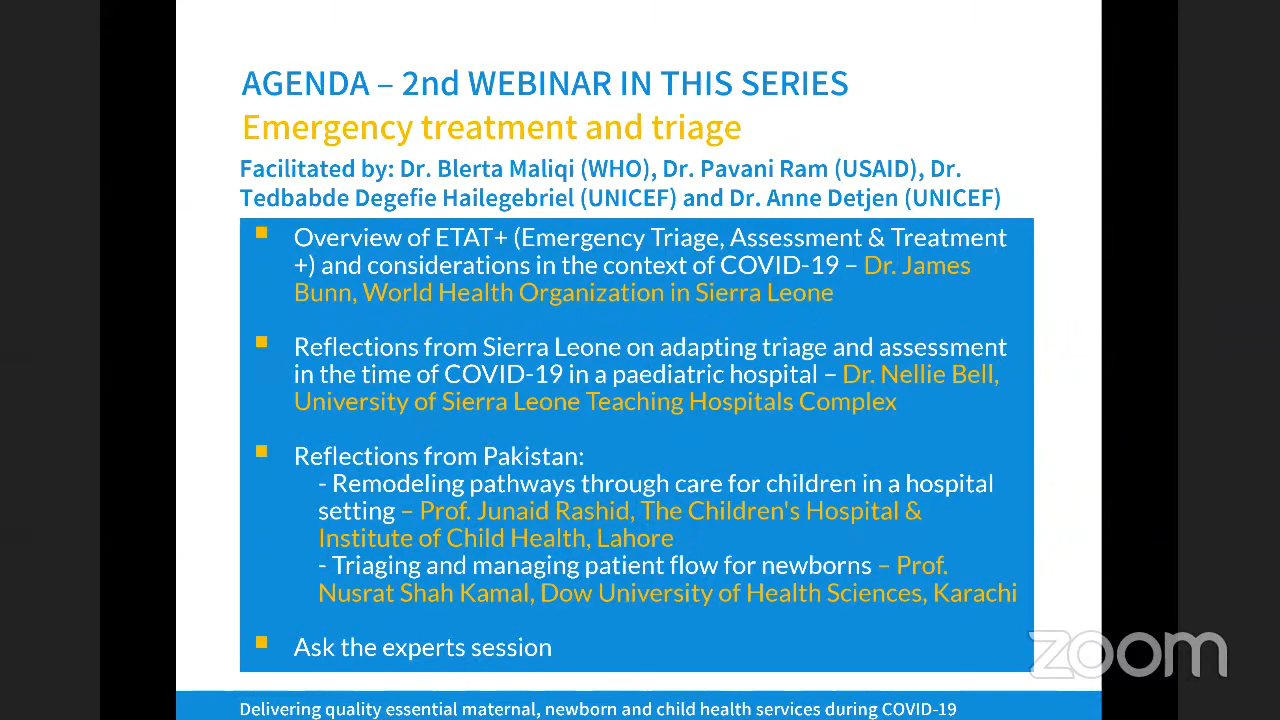 AGENDA – 2nd WEBINAR IN THIS SERIES
Emergency treatment and triage
Facilitated by: Dr. Blerta Maliqi (WHO), Dr. Pavani Ram (USAID), Dr.
Tedbabde Degefie Hailegebriel (UNICEF) and Dr. Anne Detjen (UNICEF)
Overview of ETAT+ (Emergency Triage, Assessment & Treatment
+) and considerations in the context of COVID-19 – Dr. James
Bunn, World Health Organization in Sierra Leone
Reflections from Sierra Leone on adapting triage and assessment
in the time of COVID-19 in a paediatric hospital – Dr. Nellie Bell,
University of Sierra Leone Teaching Hospitals Complex
Reflections from Pakistan:
- Remodeling pathways through care for children in a hospital
setting – Prof. Junaid Rashid, The Children's Hospital &
Institute of Child Health, Lahore
- Triaging and managing patient flow for newborns – Prof.
Nusrat Shah Kamal, Dow University of Health Sciences, Karachi
Ask the experts session
zoom
Delivering quality essential maternal, newborn and child health services during COVID-19